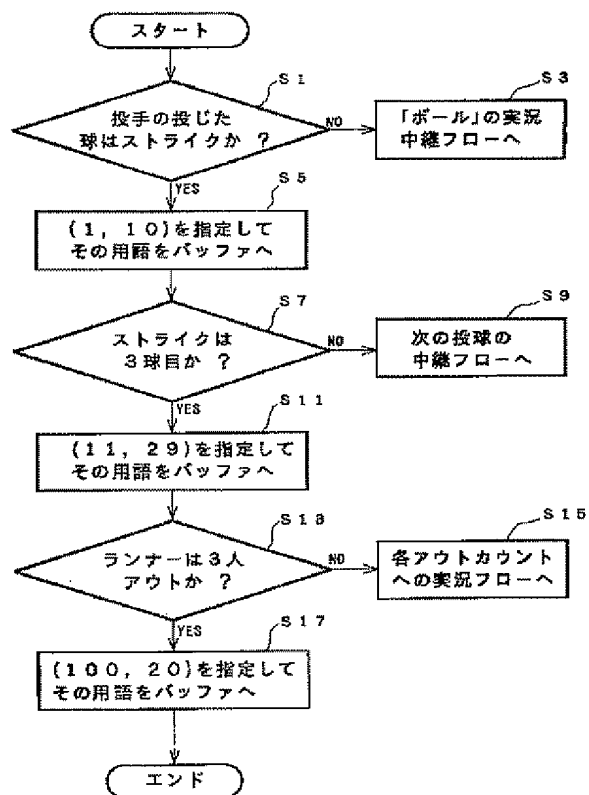 スタート
S1
投手の投じた
球はストライクか ?
NO
S3
「ボール」の実況
中継フローへ
YES
S5
(1, 10)を指定して
その用語をバッファへ
S7
ストライクは
3球目か ?
NO
S9
次の投球の
中継フローへ
YES
S11
(11, 29)を指定して
その用語をバッファへ
S13
ランナーは3人
アウトか ?
NO
S15
各アウトカウント
への実況フローへ
YES
S17
(100, 20)を指定して
その用語をバッファへ
エンド